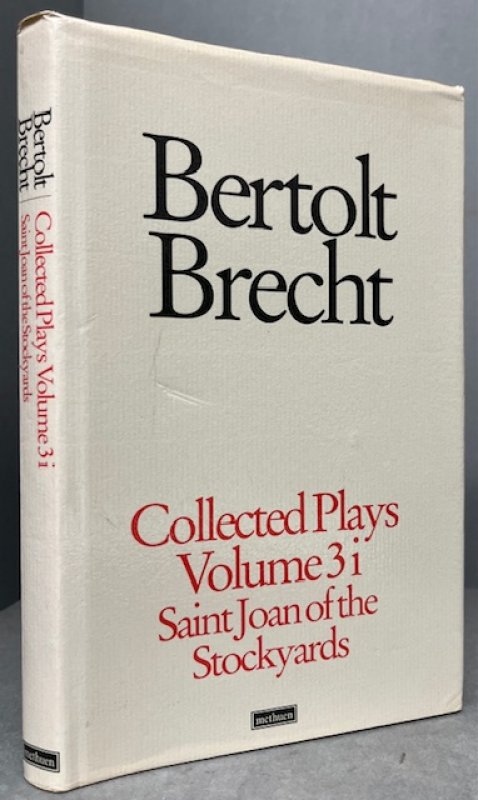 Bertolt
Brecht
Collected Plays Volume 3 i
Saint Joan of the Stockyards
methuen
Bertolt
Brecht
Collected Plays
Volume 3 i
Saint Joan of the
Stockyards
methuen